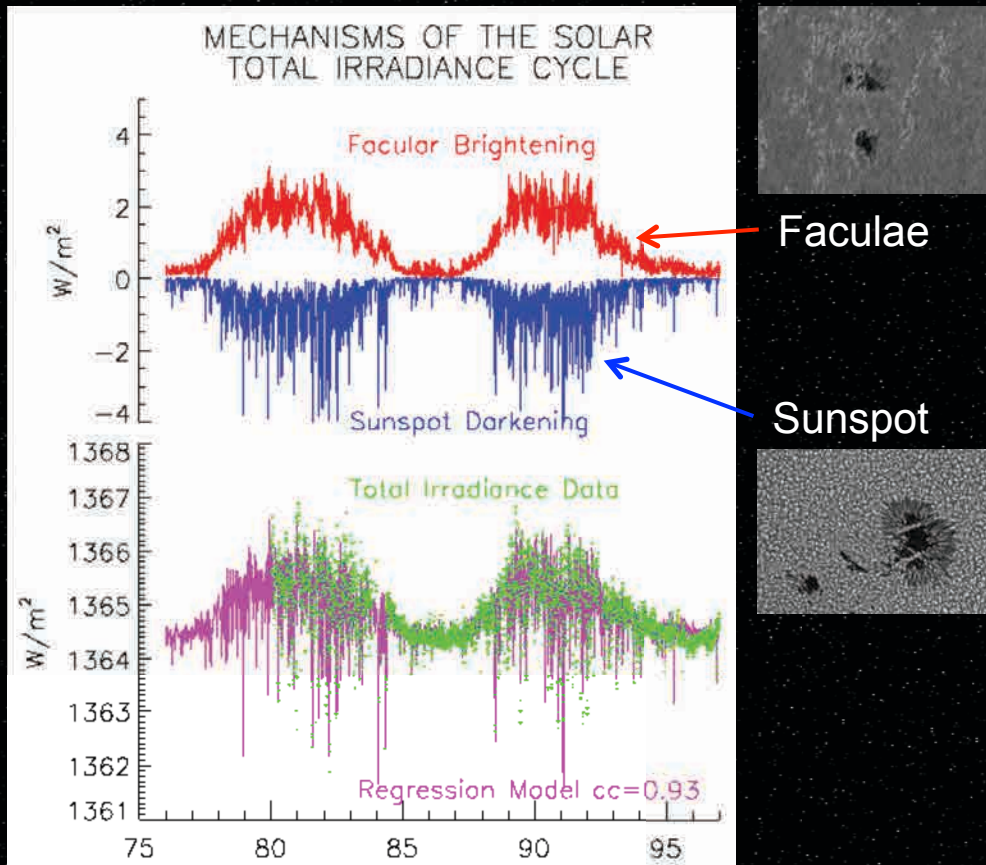 MECHANISMS OF THE SOLAR
TOTAL IRRADIANCE CYCLE
Facular Brightening
4
2
0
−2
−4
W/m²
Sunspot Darkening
Faculae
Sunspot
1368
1367
1366
1365
1364
1363
1362
1361
W/m²
Total Irradiance Data
Regression Model cc=0.93
75 80 85 90 95